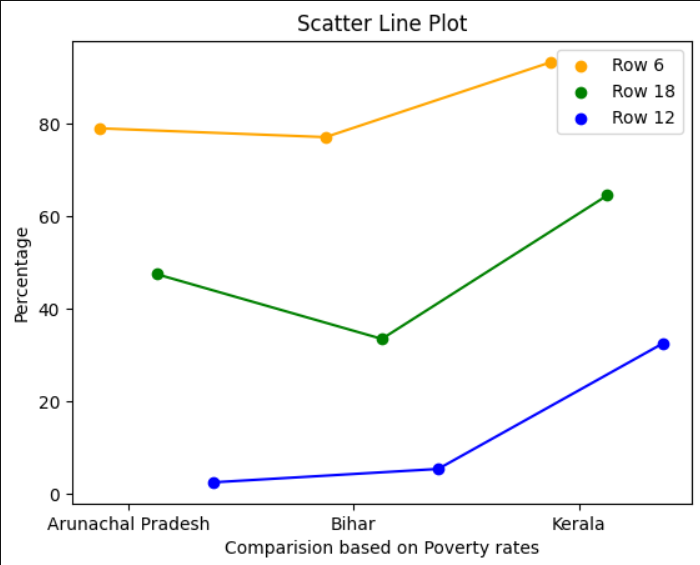 Scatter Line Plot
Row 6
Row 18
Row 12
80
60
40
20
0
Percentage
Arunachal Pradesh
Bihar
Kerala
Comparision based on Poverty rates